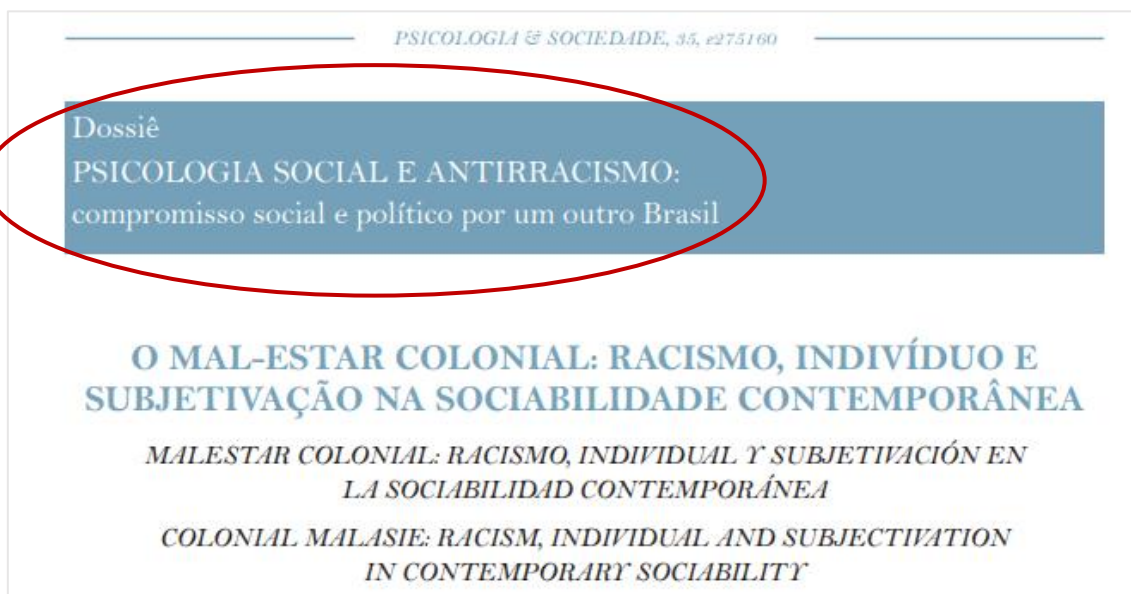 PSICOLOGIA & SOCIEDADE, 35, e275160
Dossiê
PSICOLOGIA SOCIAL E ANTIRRACISMO:
compromisso social e político por um outro Brasil
O MAL-ESTAR COLONIAL: RACISMO, INDIVÍDUO E
SUBJETIVAÇÃO NA SOCIABILIDADE CONTEMPORÂNEA
MALESTAR COLONIAL: RACISMO, INDIVIDUAL Y SUBJETIVACIÓN EN
LA SOCIABILIDAD CONTEMPORÁNEA
COLONIAL MALASIE: RACISM, INDIVIDUAL AND SUBJECTIVATION
IN CONTEMPORARY SOCIABILITY